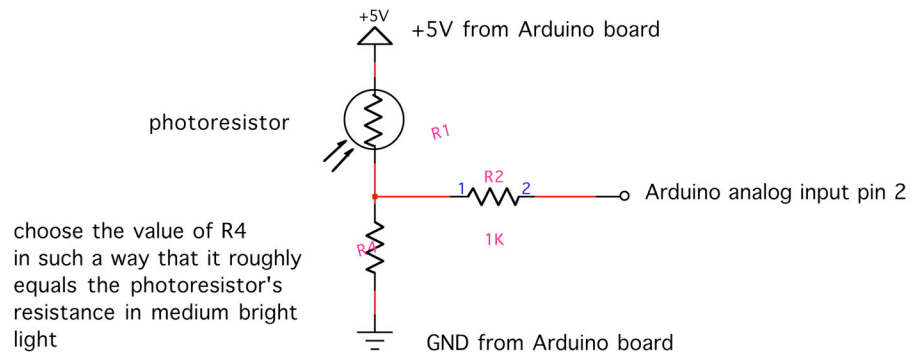 +5V
+5V from Arduino board
photoresistor
R1
R2
1
2
Arduino analog input pin 2
1K
R4
choose the value of R4
in such a way that it roughly
equals the photoresistor's
resistance in medium bright
light
GND from Arduino board